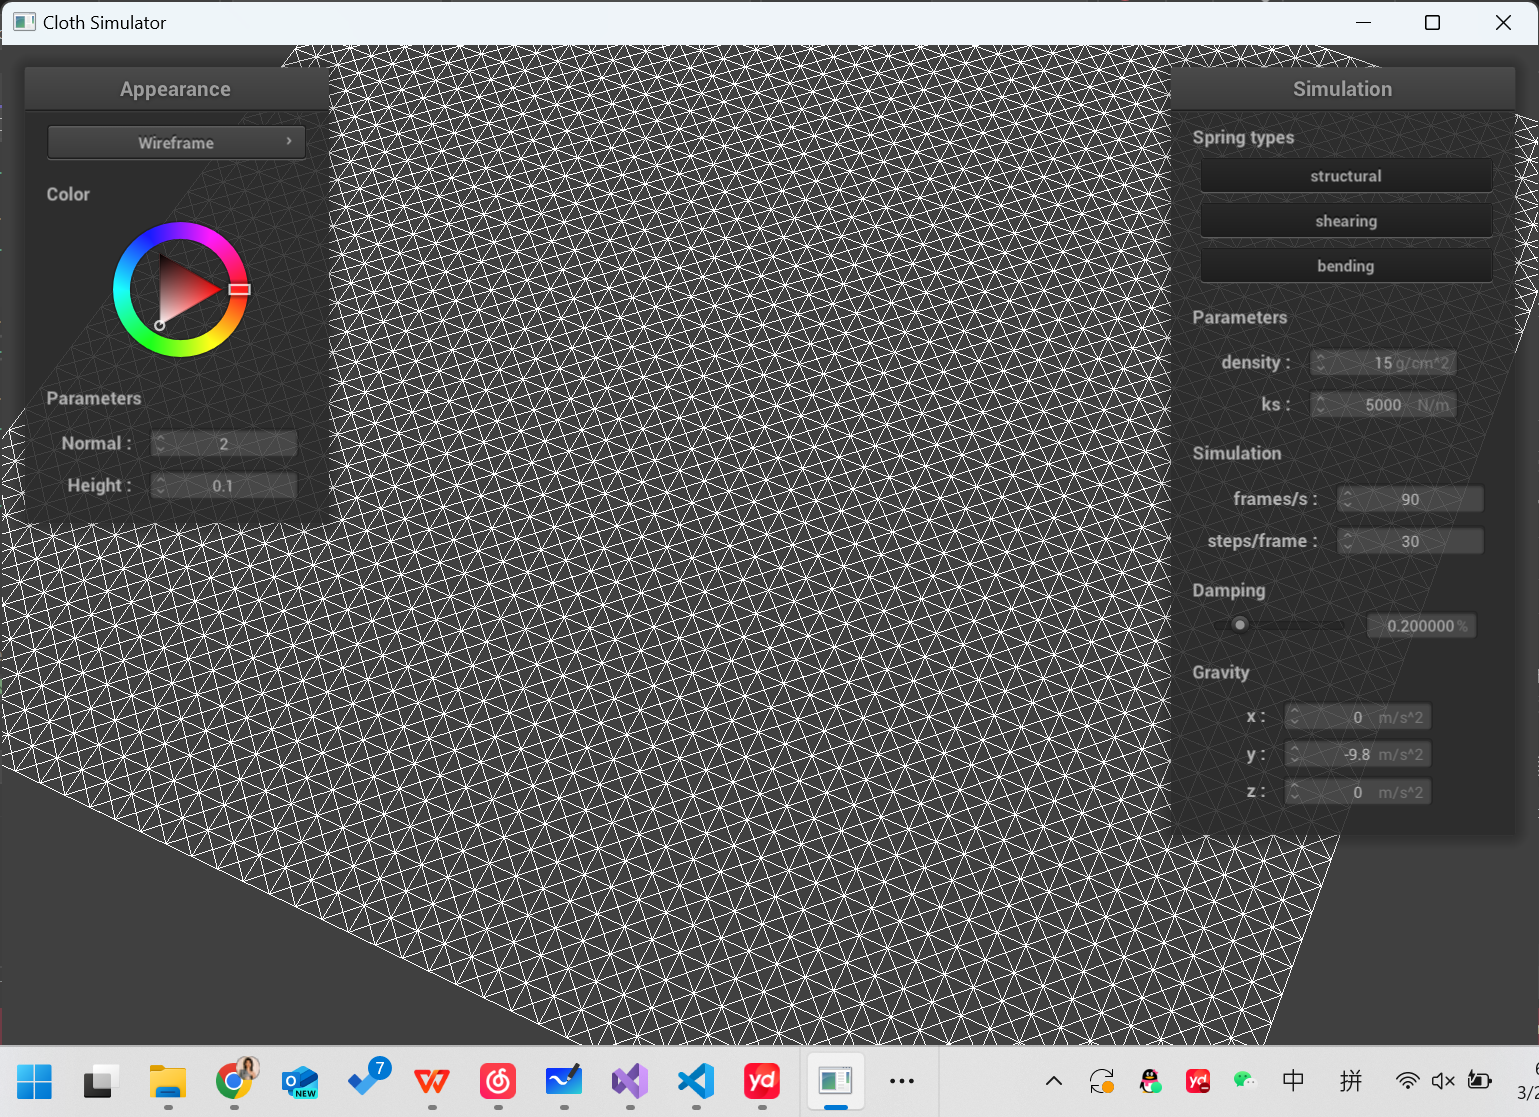 Cloth Simulator
Appearance
Wireframe
Color
Parameters
Normal : 2
Height : 0.1
Simulation
Spring types
structural
shearing
bending
Parameters
density : 15 g/cm^2
ks : 5000 N/m
Simulation
frames/s : 90
steps/frame : 30
Damping
0.200000 %
Gravity
x : 0 m/s^2
y : -9.8 m/s^2
z : 0 m/s^2
NEW
7
yd
yd
中
拼
3/2